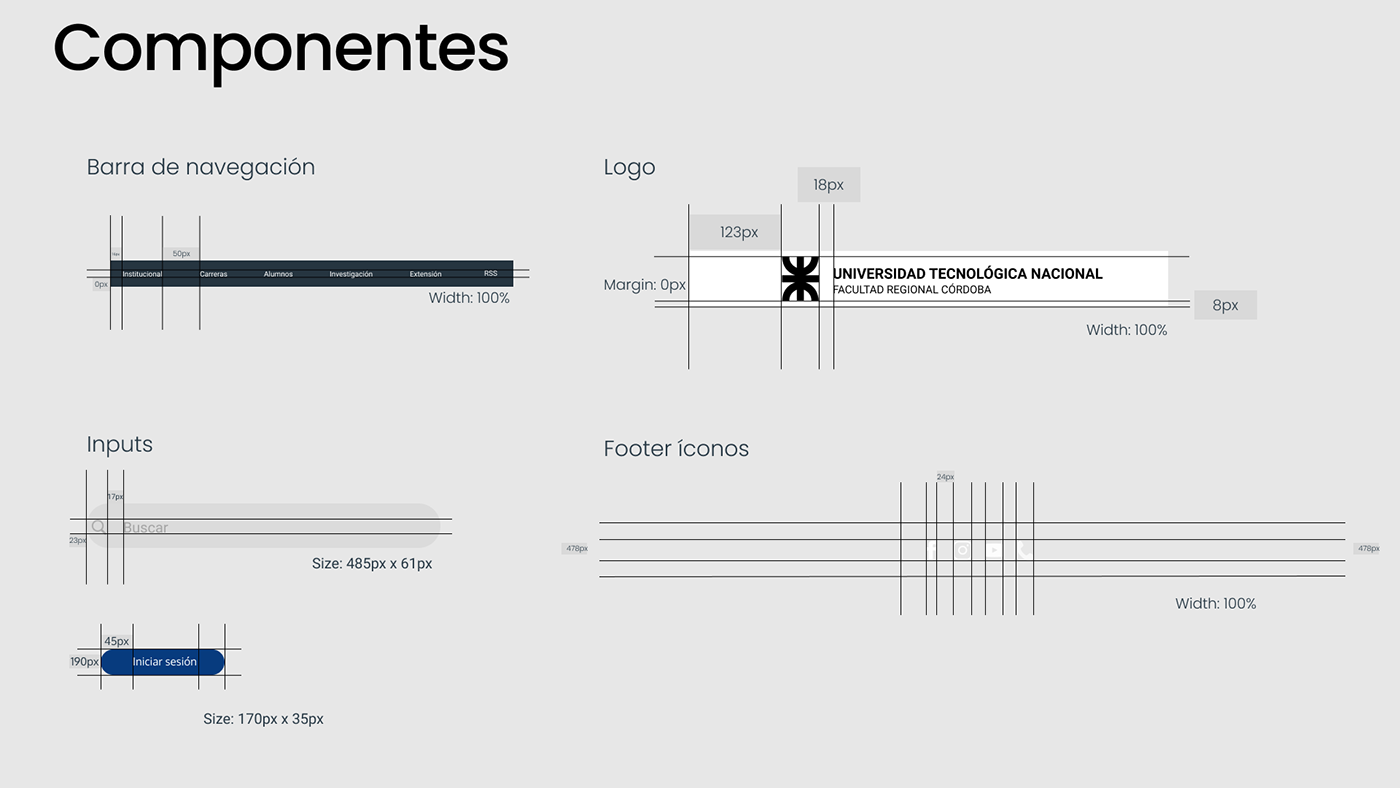 Componentes
Barra de navegación
50px
Institucional Carreras Alumnos Investigación Extensión RSS
0px
Width: 100%
Logo
18px
123px
UNIVERSIDAD TECNOLÓGICA NACIONAL
Margin: 0px
FACULTAD REGIONAL CÓRDOBA
8px
Width: 100%
Inputs
17px
Buscar
23px
Size: 485px x 61px
45px
190px
Iniciar sesión
Size: 170px x 35px
Footer íconos
24px
478px
478px
Width: 100%